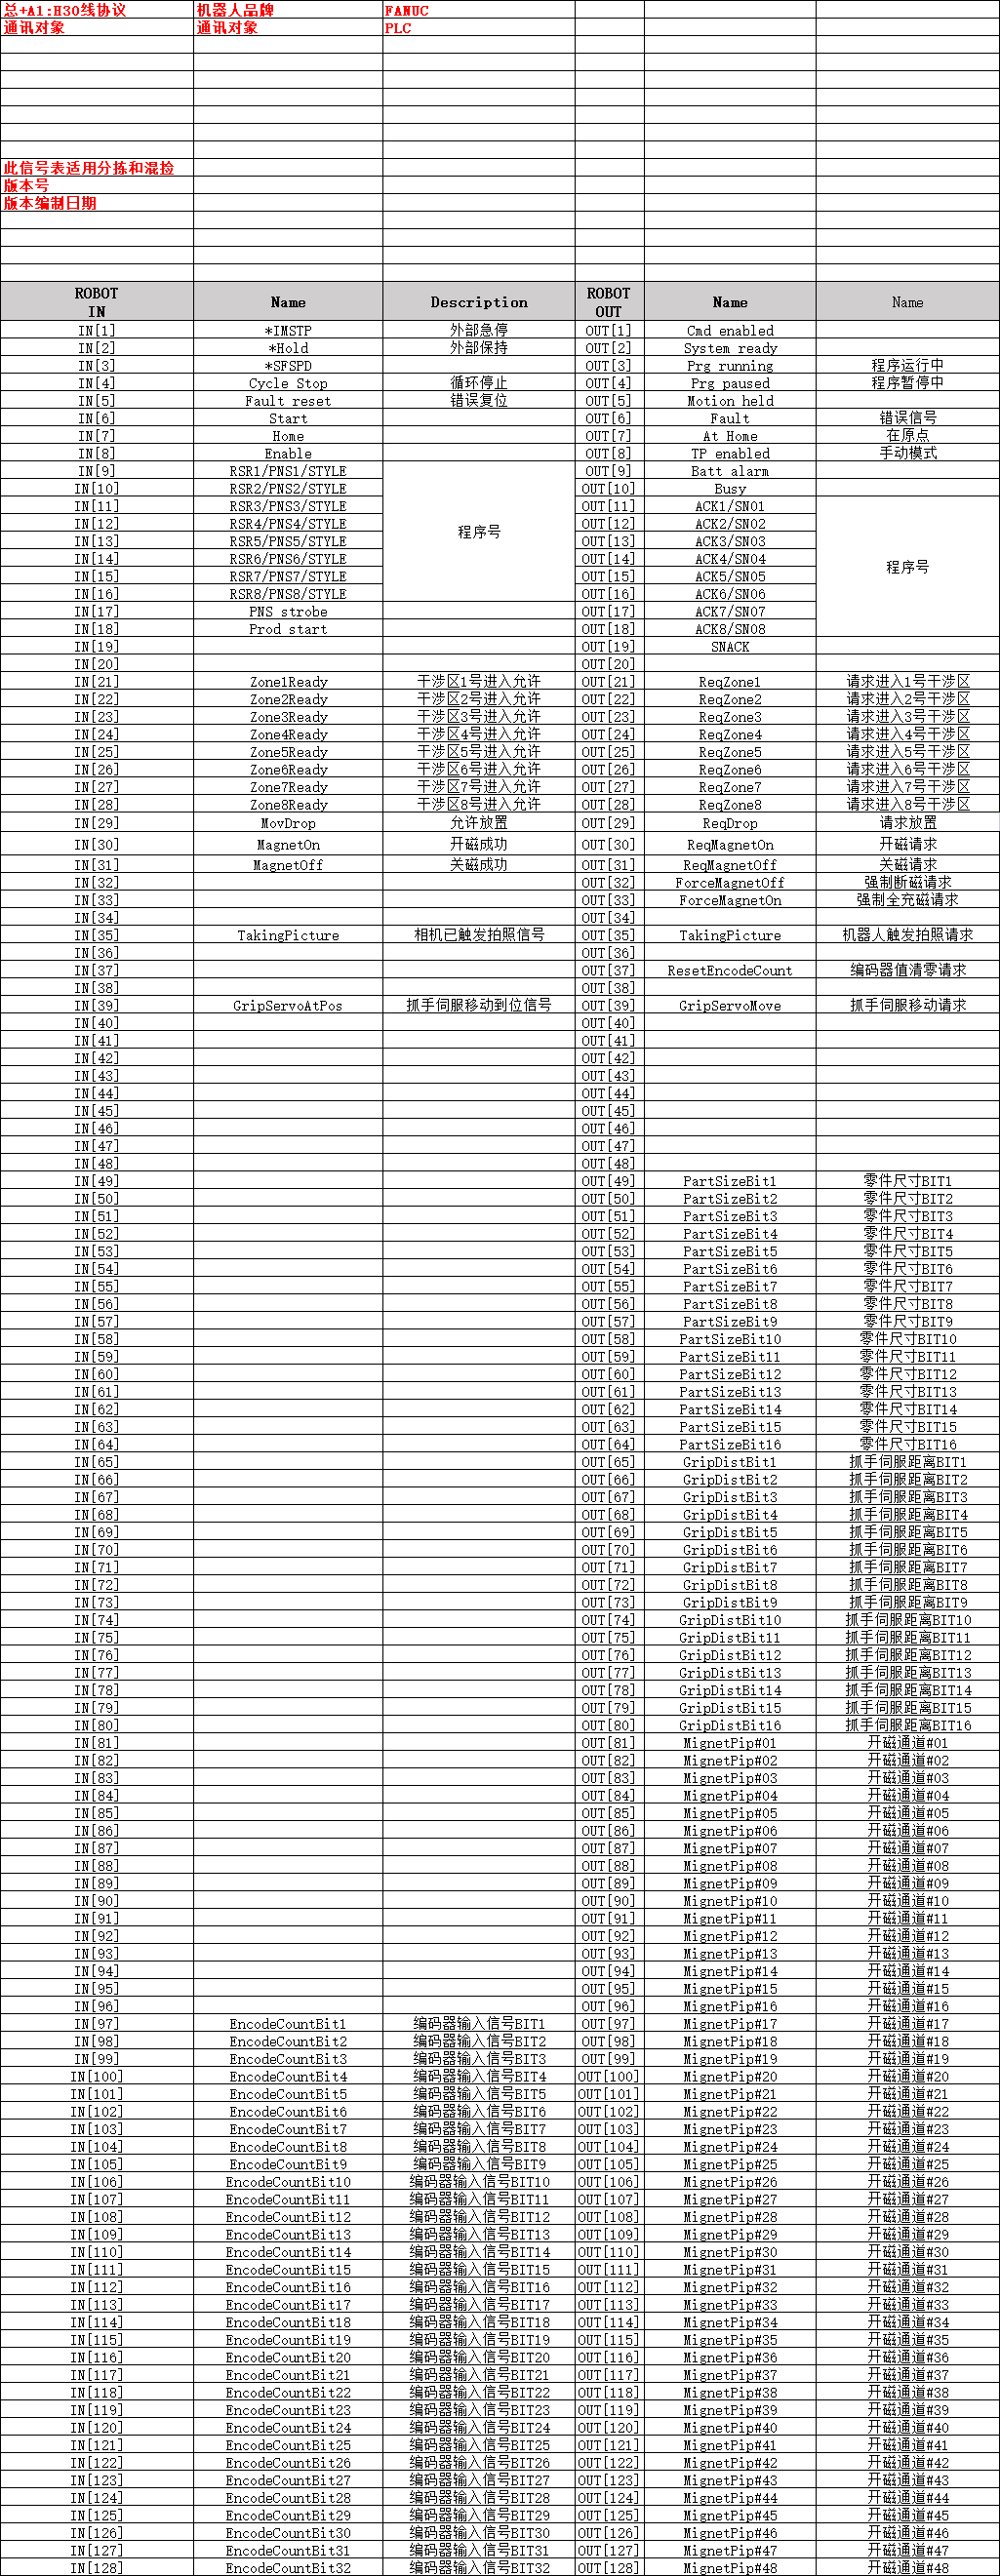 总+A1:H30线协议 机器人品牌 FANUC
通讯对象 通讯对象 PLC
此信号表适用分拣和混捡
版本号
版本编制日期
ROBOT IN Name Description ROBOT OUT Name Name
IN[1] *IMSTP 外部急停 OUT[1] Cmd enabled
IN[2] *Hold 外部保持 OUT[2] System ready
IN[3] *SFSPD OUT[3] Prg running 程序运行中
IN[4] Cycle Stop 循环停止 OUT[4] Prg paused 程序暂停中
IN[5] Fault reset 错误复位 OUT[5] Motion held
IN[6] Start OUT[6] Fault 错误信号
IN[7] Home OUT[7] At Home 在原点
IN[8] Enable OUT[8] TP enabled 手动模式
IN[9] RSR1/PNS1/STYLE 程序号 OUT[9] Batt alarm
IN[10] RSR2/PNS2/STYLE OUT[10] Busy
IN[11] RSR3/PNS3/STYLE OUT[11] ACK1/SN01 程序号
IN[12] RSR4/PNS4/STYLE OUT[12] ACK2/SN02
IN[13] RSR5/PNS5/STYLE OUT[13] ACK3/SN03
IN[14] RSR6/PNS6/STYLE OUT[14] ACK4/SN04
IN[15] RSR7/PNS7/STYLE OUT[15] ACK5/SN05
IN[16] RSR8/PNS8/STYLE OUT[16] ACK6/SN06
IN[17] PNS strobe OUT[17] ACK7/SN07
IN[18] Prod start OUT[18] ACK8/SN08
IN[19] OUT[19] SNACK
IN[20] OUT[20]
IN[21] Zone1Ready 干涉区1号进入允许 OUT[21] ReqZone1 请求进入1号干涉区
IN[22] Zone2Ready 干涉区2号进入允许 OUT[22] ReqZone2 请求进入2号干涉区
IN[23] Zone3Ready 干涉区3号进入允许 OUT[23] ReqZone3 请求进入3号干涉区
IN[24] Zone4Ready 干涉区4号进入允许 OUT[24] ReqZone4 请求进入4号干涉区
IN[25] Zone5Ready 干涉区5号进入允许 OUT[25] ReqZone5 请求进入5号干涉区
IN[26] Zone6Ready 干涉区6号进入允许 OUT[26] ReqZone6 请求进入6号干涉区
IN[27] Zone7Ready 干涉区7号进入允许 OUT[27] ReqZone7 请求进入7号干涉区
IN[28] Zone8Ready 干涉区8号进入允许 OUT[28] ReqZone8 请求进入8号干涉区
IN[29] MovDrop 允许放置 OUT[29] ReqDrop 请求放置
IN[30] MagnetOn 开磁成功 OUT[30] ReqMagnetOn 开磁请求
IN[31] MagnetOff 关磁成功 OUT[31] ReqMagnetOff 关磁请求
IN[32] OUT[32] ForceMagnetOff 强制断磁请求
IN[33] OUT[33] ForceMagnetOn 强制全充磁请求
IN[34] OUT[34]
IN[35] TakingPicture 相机已触发拍照信号 OUT[35] TakingPicture 机器人触发拍照请求
IN[36] OUT[36]
IN[37] OUT[37] ResetEncodeCount 编码器值清零请求
IN[38] OUT[38]
IN[39] GripServoAtPos 抓手伺服移动到位信号 OUT[39] GripServoMove 抓手伺服移动请求
IN[40] OUT[40]
IN[41] OUT[41]
IN[42] OUT[42]
IN[43] OUT[43]
IN[44] OUT[44]
IN[45] OUT[45]
IN[46] OUT[46]
IN[47] OUT[47]
IN[48] OUT[48]
IN[49] OUT[49] PartSizeBit1 零件尺寸BIT1
IN[50] OUT[50] PartSizeBit2 零件尺寸BIT2
IN[51] OUT[51] PartSizeBit3 零件尺寸BIT3
IN[52] OUT[52] PartSizeBit4 零件尺寸BIT4
IN[53] OUT[53] PartSizeBit5 零件尺寸BIT5
IN[54] OUT[54] PartSizeBit6 零件尺寸BIT6
IN[55] OUT[55] PartSizeBit7 零件尺寸BIT7
IN[56] OUT[56] PartSizeBit8 零件尺寸BIT8
IN[57] OUT[57] PartSizeBit9 零件尺寸BIT9
IN[58] OUT[58] PartSizeBit10 零件尺寸BIT10
IN[59] OUT[59] PartSizeBit11 零件尺寸BIT11
IN[60] OUT[60] PartSizeBit12 零件尺寸BIT12
IN[61] OUT[61] PartSizeBit13 零件尺寸BIT13
IN[62] OUT[62] PartSizeBit14 零件尺寸BIT14
IN[63] OUT[63] PartSizeBit15 零件尺寸BIT15
IN[64] OUT[64] PartSizeBit16 零件尺寸BIT16
IN[65] OUT[65] GripDistBit1 抓手伺服距离BIT1
IN[66] OUT[66] GripDistBit2 抓手伺服距离BIT2
IN[67] OUT[67] GripDistBit3 抓手伺服距离BIT3
IN[68] OUT[68] GripDistBit4 抓手伺服距离BIT4
IN[69] OUT[69] GripDistBit5 抓手伺服距离BIT5
IN[70] OUT[70] GripDistBit6 抓手伺服距离BIT6
IN[71] OUT[71] GripDistBit7 抓手伺服距离BIT7
IN[72] OUT[72] GripDistBit8 抓手伺服距离BIT8
IN[73] OUT[73] GripDistBit9 抓手伺服距离BIT9
IN[74] OUT[74] GripDistBit10 抓手伺服距离BIT10
IN[75] OUT[75] GripDistBit11 抓手伺服距离BIT11
IN[76] OUT[76] GripDistBit12 抓手伺服距离BIT12
IN[77] OUT[77] GripDistBit13 抓手伺服距离BIT13
IN[78] OUT[78] GripDistBit14 抓手伺服距离BIT14
IN[79] OUT[79] GripDistBit15 抓手伺服距离BIT15
IN[80] OUT[80] GripDistBit16 抓手伺服距离BIT16
IN[81] OUT[81] MignetPip#01 开磁通道#01
IN[82] OUT[82] MignetPip#02 开磁通道#02
IN[83] OUT[83] MignetPip#03 开磁通道#03
IN[84] OUT[84] MignetPip#04 开磁通道#04
IN[85] OUT[85] MignetPip#05 开磁通道#05
IN[86] OUT[86] MignetPip#06 开磁通道#06
IN[87] OUT[87] MignetPip#07 开磁通道#07
IN[88] OUT[88] MignetPip#08 开磁通道#08
IN[89] OUT[89] MignetPip#09 开磁通道#09
IN[90] OUT[90] MignetPip#10 开磁通道#10
IN[91] OUT[91] MignetPip#11 开磁通道#11
IN[92] OUT[92] MignetPip#12 开磁通道#12
IN[93] OUT[93] MignetPip#13 开磁通道#13
IN[94] OUT[94] MignetPip#14 开磁通道#14
IN[95] OUT[95] MignetPip#15 开磁通道#15
IN[96] OUT[96] MignetPip#16 开磁通道#16
IN[97] EncodeCountBit1 编码器输入信号BIT1 OUT[97] MignetPip#17 开磁通道#17
IN[98] EncodeCountBit2 编码器输入信号BIT2 OUT[98] MignetPip#18 开磁通道#18
IN[99] EncodeCountBit3 编码器输入信号BIT3 OUT[99] MignetPip#19 开磁通道#19
IN[100] EncodeCountBit4 编码器输入信号BIT4 OUT[100] MignetPip#20 开磁通道#20
IN[101] EncodeCountBit5 编码器输入信号BIT5 OUT[101] MignetPip#21 开磁通道#21
IN[102] EncodeCountBit6 编码器输入信号BIT6 OUT[102] MignetPip#22 开磁通道#22
IN[103] EncodeCountBit7 编码器输入信号BIT7 OUT[103] MignetPip#23 开磁通道#23
IN[104] EncodeCountBit8 编码器输入信号BIT8 OUT[104] MignetPip#24 开磁通道#24
IN[105] EncodeCountBit9 编码器输入信号BIT9 OUT[105] MignetPip#25 开磁通道#25
IN[106] EncodeCountBit10 编码器输入信号BIT10 OUT[106] MignetPip#26 开磁通道#26
IN[107] EncodeCountBit11 编码器输入信号BIT11 OUT[107] MignetPip#27 开磁通道#27
IN[108] EncodeCountBit12 编码器输入信号BIT12 OUT[108] MignetPip#28 开磁通道#28
IN[109] EncodeCountBit13 编码器输入信号BIT13 OUT[109] MignetPip#29 开磁通道#29
IN[110] EncodeCountBit14 编码器输入信号BIT14 OUT[110] MignetPip#30 开磁通道#30
IN[111] EncodeCountBit15 编码器输入信号BIT15 OUT[111] MignetPip#31 开磁通道#31
IN[112] EncodeCountBit16 编码器输入信号BIT16 OUT[112] MignetPip#32 开磁通道#32
IN[113] EncodeCountBit17 编码器输入信号BIT17 OUT[113] MignetPip#33 开磁通道#33
IN[114] EncodeCountBit18 编码器输入信号BIT18 OUT[114] MignetPip#34 开磁通道#34
IN[115] EncodeCountBit19 编码器输入信号BIT19 OUT[115] MignetPip#35 开磁通道#35
IN[116] EncodeCountBit20 编码器输入信号BIT20 OUT[116] MignetPip#36 开磁通道#36
IN[117] EncodeCountBit21 编码器输入信号BIT21 OUT[117] MignetPip#37 开磁通道#37
IN[118] EncodeCountBit22 编码器输入信号BIT22 OUT[118] MignetPip#38 开磁通道#38
IN[119] EncodeCountBit23 编码器输入信号BIT23 OUT[119] MignetPip#39 开磁通道#39
IN[120] EncodeCountBit24 编码器输入信号BIT24 OUT[120] MignetPip#40 开磁通道#40
IN[121] EncodeCountBit25 编码器输入信号BIT25 OUT[121] MignetPip#41 开磁通道#41
IN[122] EncodeCountBit26 编码器输入信号BIT26 OUT[122] MignetPip#42 开磁通道#42
IN[123] EncodeCountBit27 编码器输入信号BIT27 OUT[123] MignetPip#43 开磁通道#43
IN[124] EncodeCountBit28 编码器输入信号BIT28 OUT[124] MignetPip#44 开磁通道#44
IN[125] EncodeCountBit29 编码器输入信号BIT29 OUT[125] MignetPip#45 开磁通道#45
IN[126] EncodeCountBit30 编码器输入信号BIT30 OUT[126] MignetPip#46 开磁通道#46
IN[127] EncodeCountBit31 编码器输入信号BIT31 OUT[127] MignetPip#47 开磁通道#47
IN[128] EncodeCountBit32 编码器输入信号BIT32 OUT[128] MignetPip#48 开磁通道#48